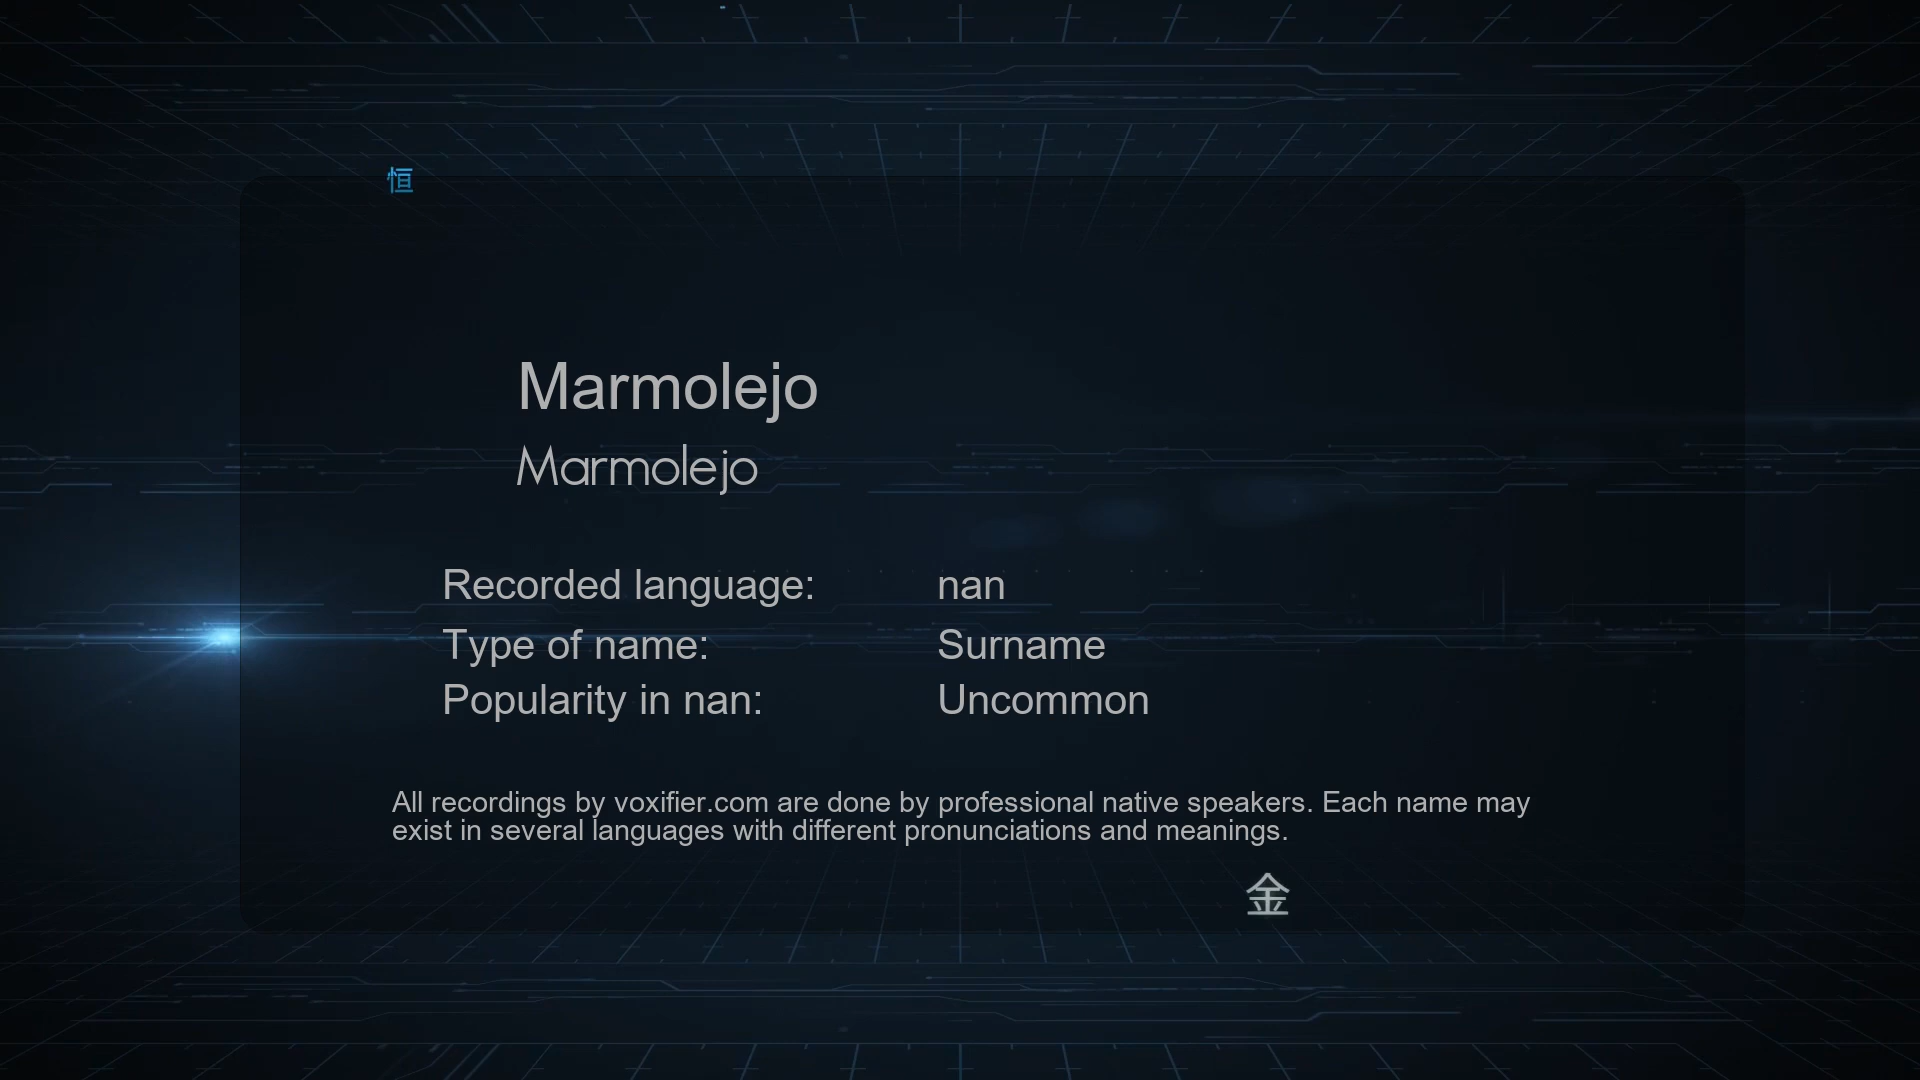 恒
Marmolejo
Marmolejo
Recorded language: nan
Type of name: Surname
Popularity in nan: Uncommon
All recordings by voxifier.com are done by professional native speakers. Each name may
exist in several languages with different pronunciations and meanings.
金